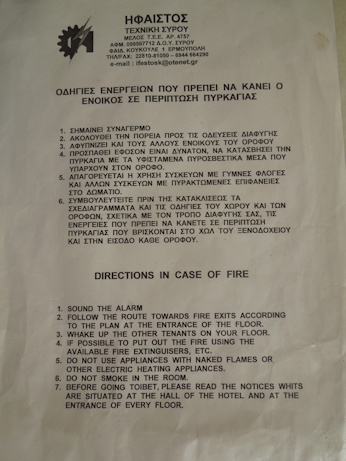 ΗΦΑΙΣΤΟΣ
ΤΕΧΝΙΚΗ ΣΥΡΟΥ
ΜΕΛΟΣ Τ.Ε.Ε. ΑΡ. 4757
ΑΦΜ. 099597712 Δ.Ο.Υ. ΣΥΡΟΥ
ΦΑΙΛ. ΚΟΥΚΟΥΛΕ 1 ΕΡΜΟΥΠΟΛΗ
ΤΗΛ/FAX: 22810-81050 – 6944 664290
e-mail : ifestosk@otenet.gr
ΟΔΗΓΙΕΣ ΕΝΕΡΓΕΙΩΝ ΠΟΥ ΠΡΕΠΕΙ ΝΑ ΚΑΝΕΙ Ο
ΕΝΟΙΚΟΣ ΣΕ ΠΕΡΙΠΤΩΣΗ ΠΥΡΚΑΓΙΑΣ
1. ΣΗΜΑΙΝΕΙ ΣΥΝΑΓΕΡΜΟ
2. ΑΚΟΛΟΥΘΕΙ ΤΗΝ ΠΟΡΕΙΑ ΠΡΟΣ ΤΙΣ ΟΔΕΥΣΕΙΣ ΔΙΑΦΥΓΗΣ
3. ΑΦΥΠΝΙΖΕΙ ΚΑΙ ΤΟΥΣ ΑΛΛΟΥΣ ΕΝΟΙΚΟΥΣ ΤΟΥ ΟΡΟΦΟΥ
4. ΠΡΟΣΠΑΘΕΙ ΕΦΟΣΟΝ ΕΙΝΑΙ ΔΥΝΑΤΟΝ, ΝΑ ΚΑΤΑΣΒΗΣΕΙ ΤΗΝ
ΠΥΡΚΑΓΙΑ ΜΕ ΤΑ ΥΦΙΣΤΑΜΕΝΑ ΠΥΡΟΣΒΕΣΤΙΚΑ ΜΕΣΑ ΠΟΥ
ΥΠΑΡΧΟΥΝ ΣΤΟΝ ΟΡΟΦΟ.
5. ΑΠΑΓΟΡΕΥΕΤΑΙ Η ΧΡΗΣΗ ΣΥΣΚΕΥΩΝ ΜΕ ΓΥΜΝΕΣ ΦΛΟΓΕΣ
ΚΑΙ ΑΛΛΩΝ ΣΥΣΚΕΥΩΝ ΜΕ ΠΥΡΑΚΤΩΜΕΝΕΣ ΕΠΙΦΑΝΕΙΕΣ
ΣΤΟ ΔΩΜΑΤΙΟ.
6. ΣΥΜΒΟΥΛΕΥΤΕΙΤΕ ΠΡΙΝ ΤΗΣ ΚΑΤΑΚΛΙΣΕΩΣ ΤΑ
ΣΧΕΔΙΑΓΡΑΜΜΑΤΑ ΚΑΙ ΤΙΣ ΟΔΗΓΙΕΣ ΤΟΥ ΧΩΡΟΥ ΚΑΙ ΤΩΝ
ΟΡΟΦΩΝ, ΣΧΕΤΙΚΑ ΜΕ ΤΟΝ ΤΡΟΠΟ ΔΙΑΦΥΓΗΣ ΣΑΣ, ΤΙΣ
ΕΝΕΡΓΕΙΕΣ ΠΟΥ ΠΡΕΠΕΙ ΝΑ ΚΑΝΕΤΕ ΣΕ ΠΕΡΙΠΤΩΣΗ
ΠΥΡΚΑΓΙΑΣ ΠΟΥ ΒΡΙΣΚΟΝΤΑΙ ΣΤΟ ΧΩΛ ΤΟΥ ΞΕΝΟΔΟΧΕΙΟΥ
ΚΑΙ ΣΤΗΝ ΕΙΣΟΔΟ ΚΑΘΕ ΟΡΟΦΟΥ.
DIRECTIONS IN CASE OF FIRE
1. SOUND THE ALARM
2. FOLLOW THE ROUTE TOWARDS FIRE EXITS ACCORDING
TO THE PLAN AT THE ENTRANCE OF THE FLOOR.
3. WHAKE UP THE OTHER TENANTS ON YOUR FLOOR.
4. IF POSSIBLE TO PUT OUT THE FIRE USING THE
AVAILABLE FIRE EXTINGUISERS, ETC.
5. DO NOT USE APPLIANCES WITH NAKED FLAMES OR
OTHER ELECTRIC HEATING APPLIANCES.
6. DO NOT SMOKE IN THE ROOM.
7. BEFORE GOING TOIBET, PLEASE READ THE NOTICES WHITS
ARE SITUATED AT THE HALL OF THE HOTEL AND AT THE
ENTRANCE OF EVERY FLOOR.